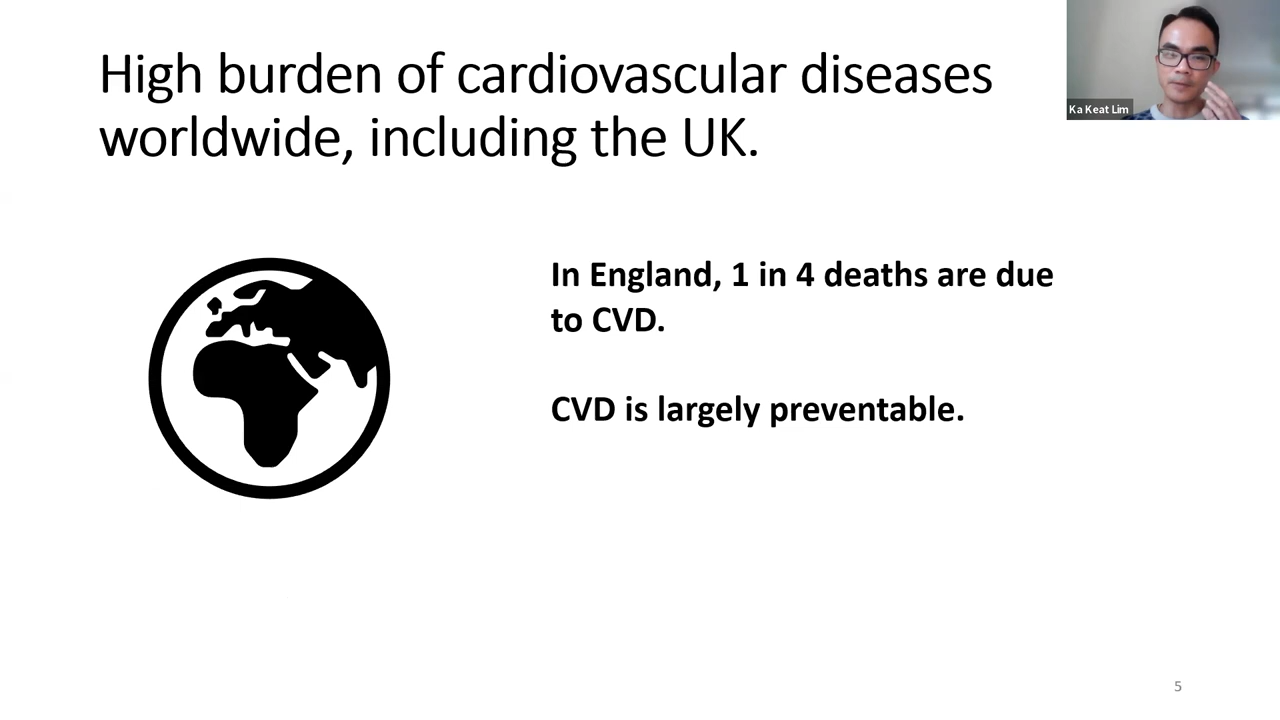 High burden of cardiovascular diseases
worldwide, including the UK.
Ka Keat Lim
In England, 1 in 4 deaths are due
to CVD.
CVD is largely preventable.
5